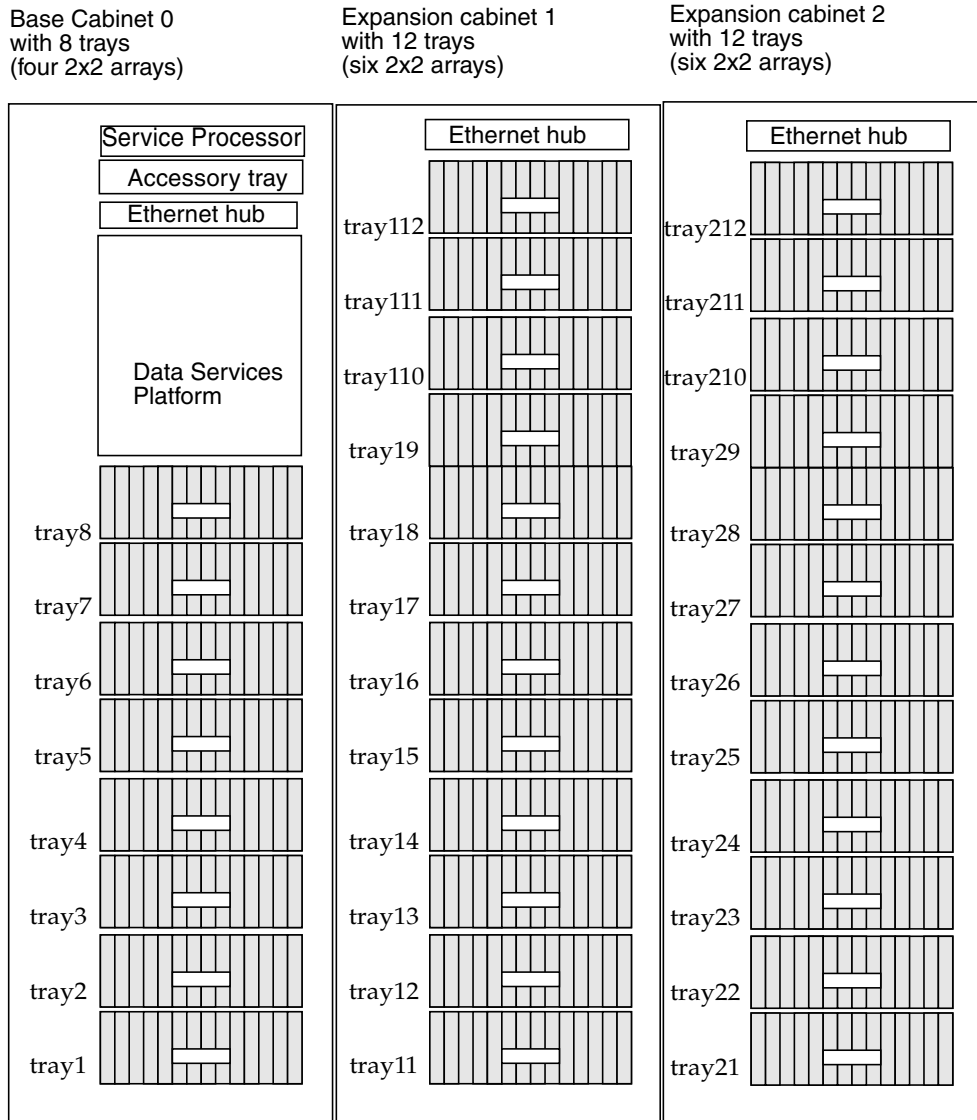 Base Cabinet 0
with 8 trays
(four 2x2 arrays)
Service Processor
Accessory tray
Ethernet hub
Data Services
Platform
tray8
tray7
tray6
tray5
tray4
tray3
tray2
tray1
Expansion cabinet 1
with 12 trays
(six 2x2 arrays)
Ethernet hub
tray112
tray111
tray110
tray19
tray18
tray17
tray16
tray15
tray14
tray13
tray12
tray11
Expansion cabinet 2
with 12 trays
(six 2x2 arrays)
Ethernet hub
tray212
tray211
tray210
tray29
tray28
tray27
tray26
tray25
tray24
tray23
tray22
tray21